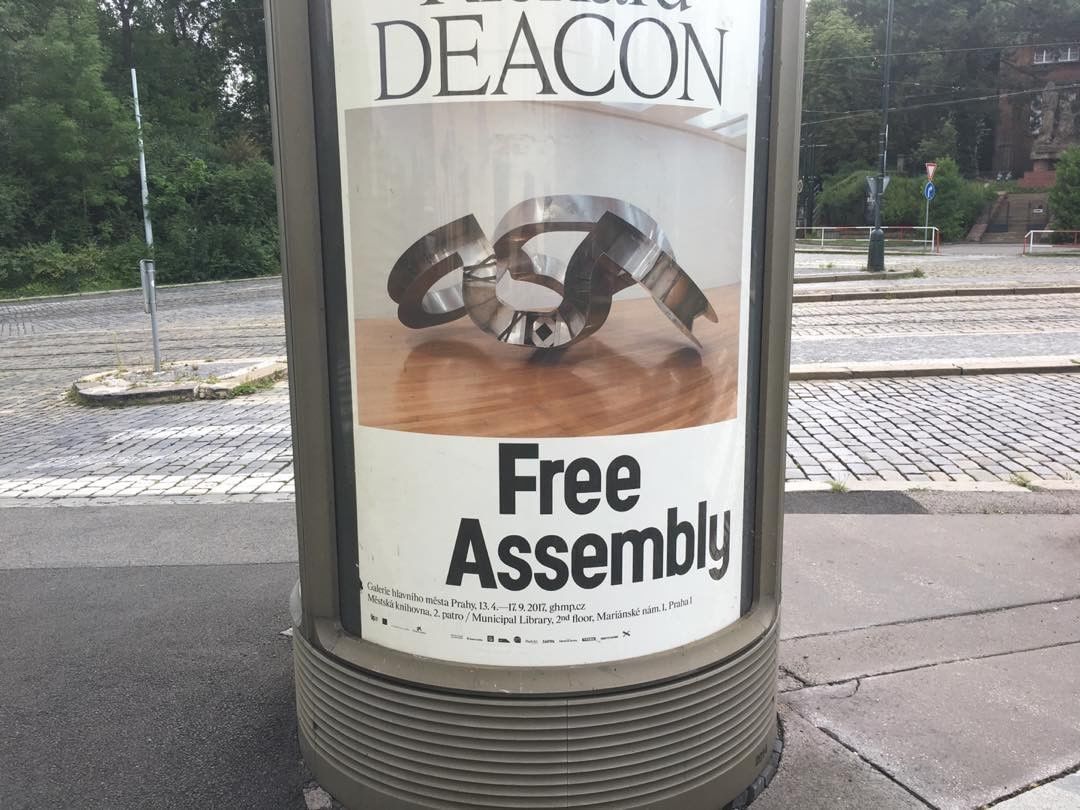 Richard
DEACON
Free
Assembly
Galerie hlavního města Prahy, 13. 4.—17. 9. 2017, ghmp.cz
Městská knihovna, 2. patro / Municipal Library, 2nd floor, Mariánské nám. 1, Praha 1